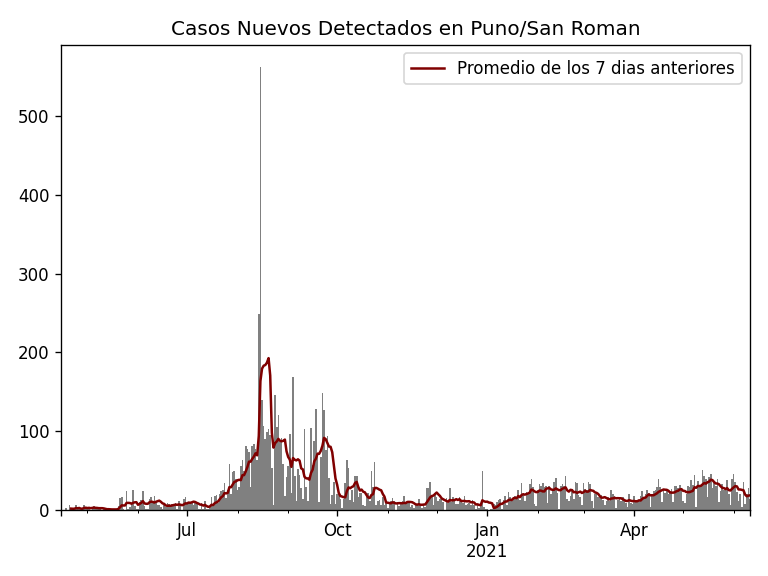 Casos Nuevos Detectados en Puno/San Roman
Promedio de los 7 dias anteriores
500
400
300
200
100
0
Jul
Oct
Jan
Apr
2021